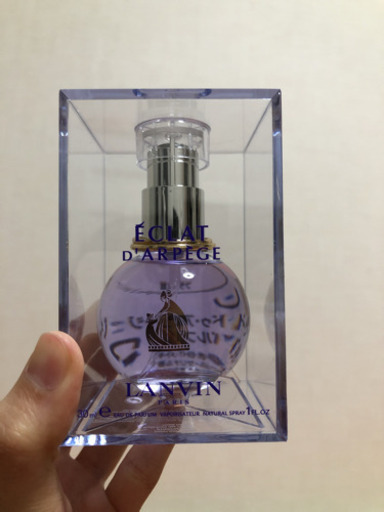 ÉCLAT
D'ARPÈGE
LANVIN
PARIS
30 ml ℮ EAU DE PARFUM VAPORISATEUR NATURAL SPRAY 1 fl.oz